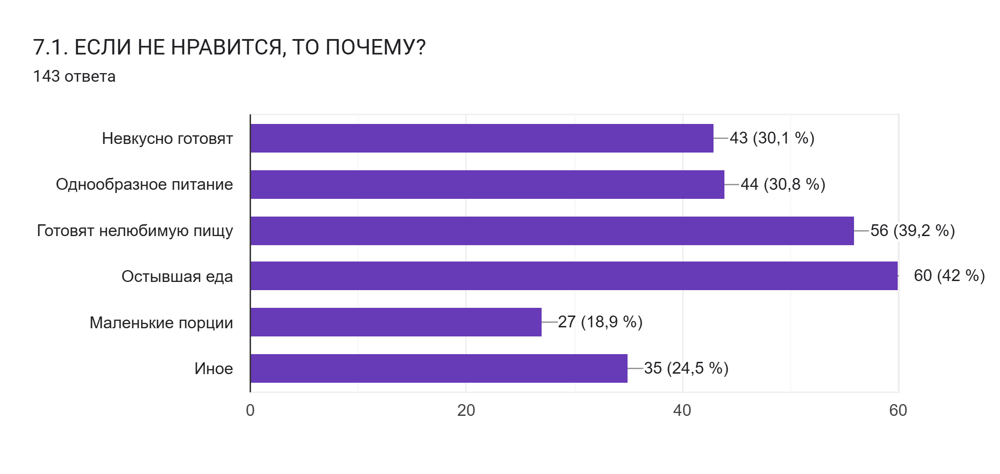 7.1. ЕСЛИ НЕ НРАВИТСЯ, ТО ПОЧЕМУ?
143 ответа
Невкусно готовят 43 (30,1 %)
Однообразное питание 44 (30,8 %)
Готовят нелюбимую пищу 56 (39,2 %)
Остывшая еда 60 (42 %)
Маленькие порции 27 (18,9 %)
Иное 35 (24,5 %)
0 20 40 60